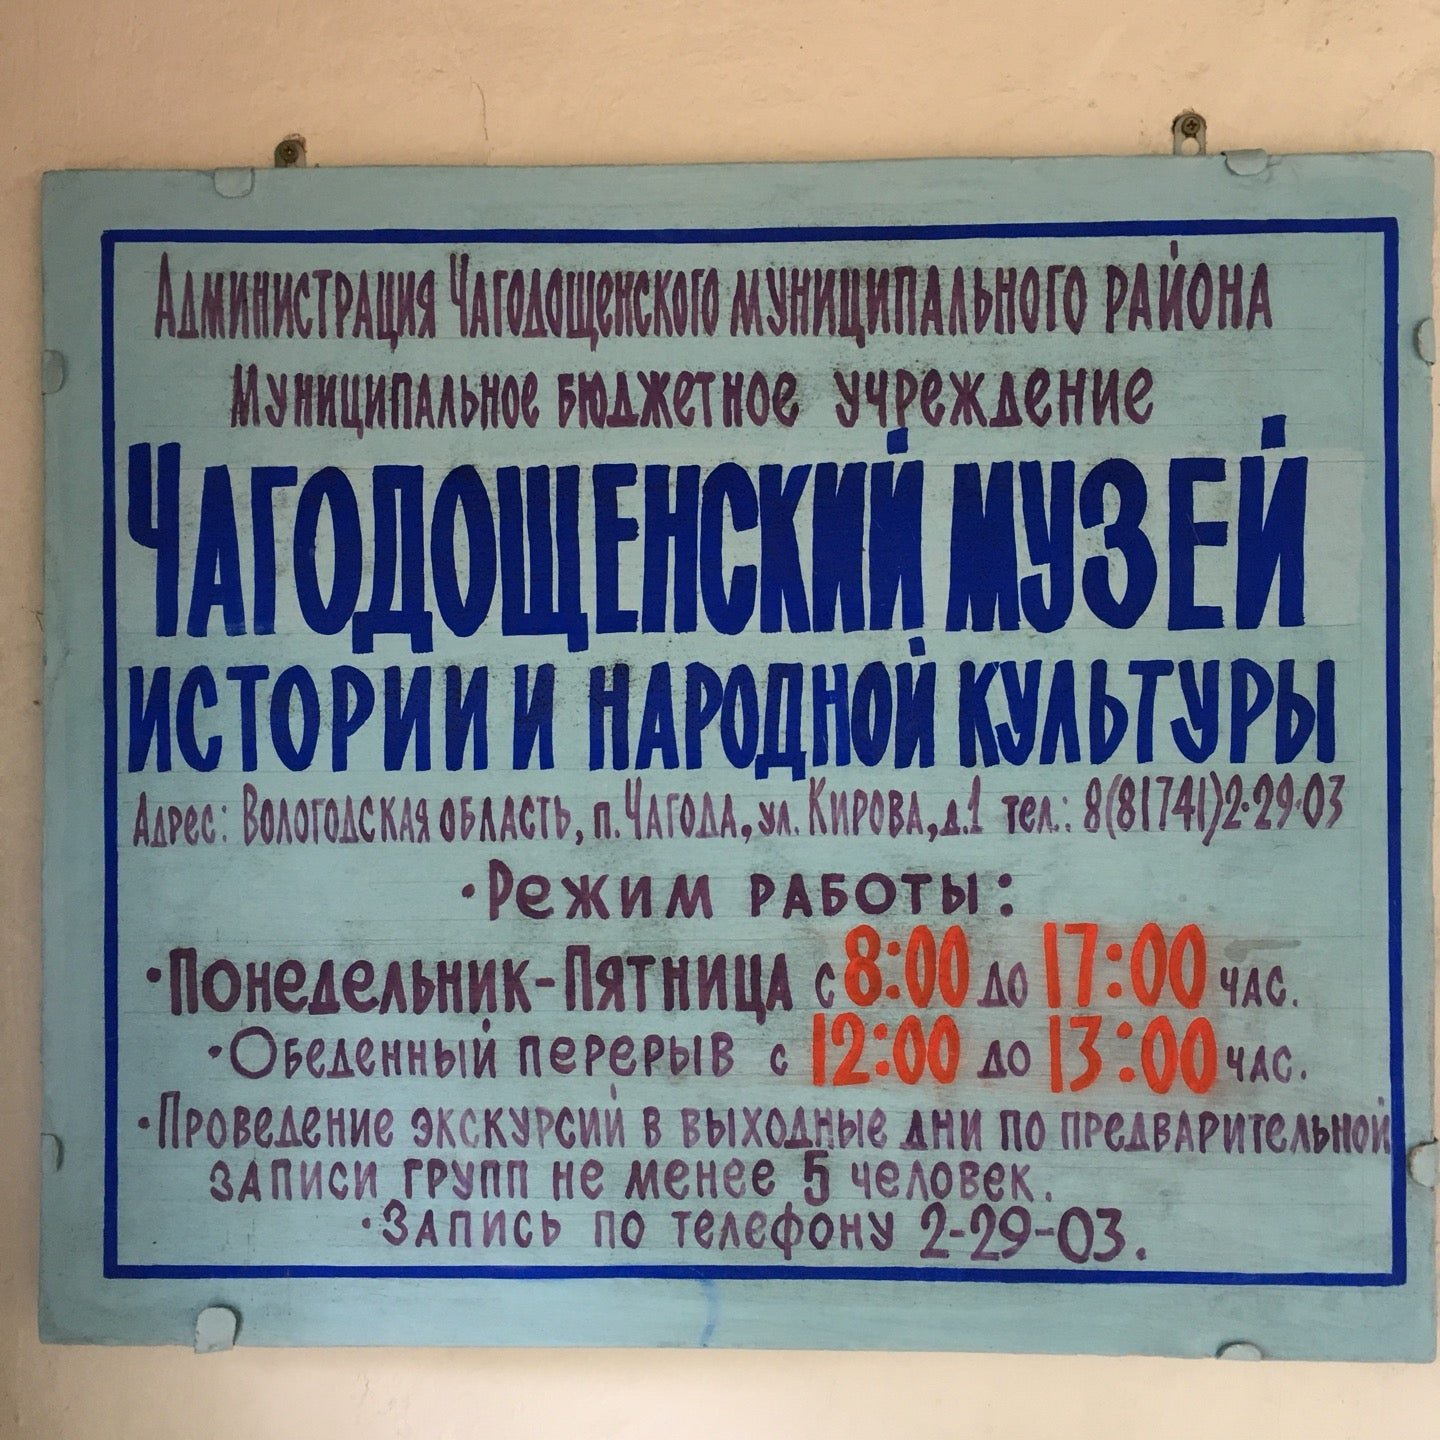 Администрация Чагодощенского муниципального района
Муниципальное бюджетное учреждение
Чагодощенский музей
истории и народной культуры
Адрес: Вологодская область, п. Чагода, ул. Кирова, д.1 тел.: 8(81741)2-29-03
·Режим работы:
·Понедельник-Пятница с 8:00 до 17:00 час.
·Обеденный перерыв с 12:00 до 13:00 час.
·Проведение экскурсий в выходные дни по предварительной
записи групп не менее 5 человек.
·Запись по телефону 2-29-03.